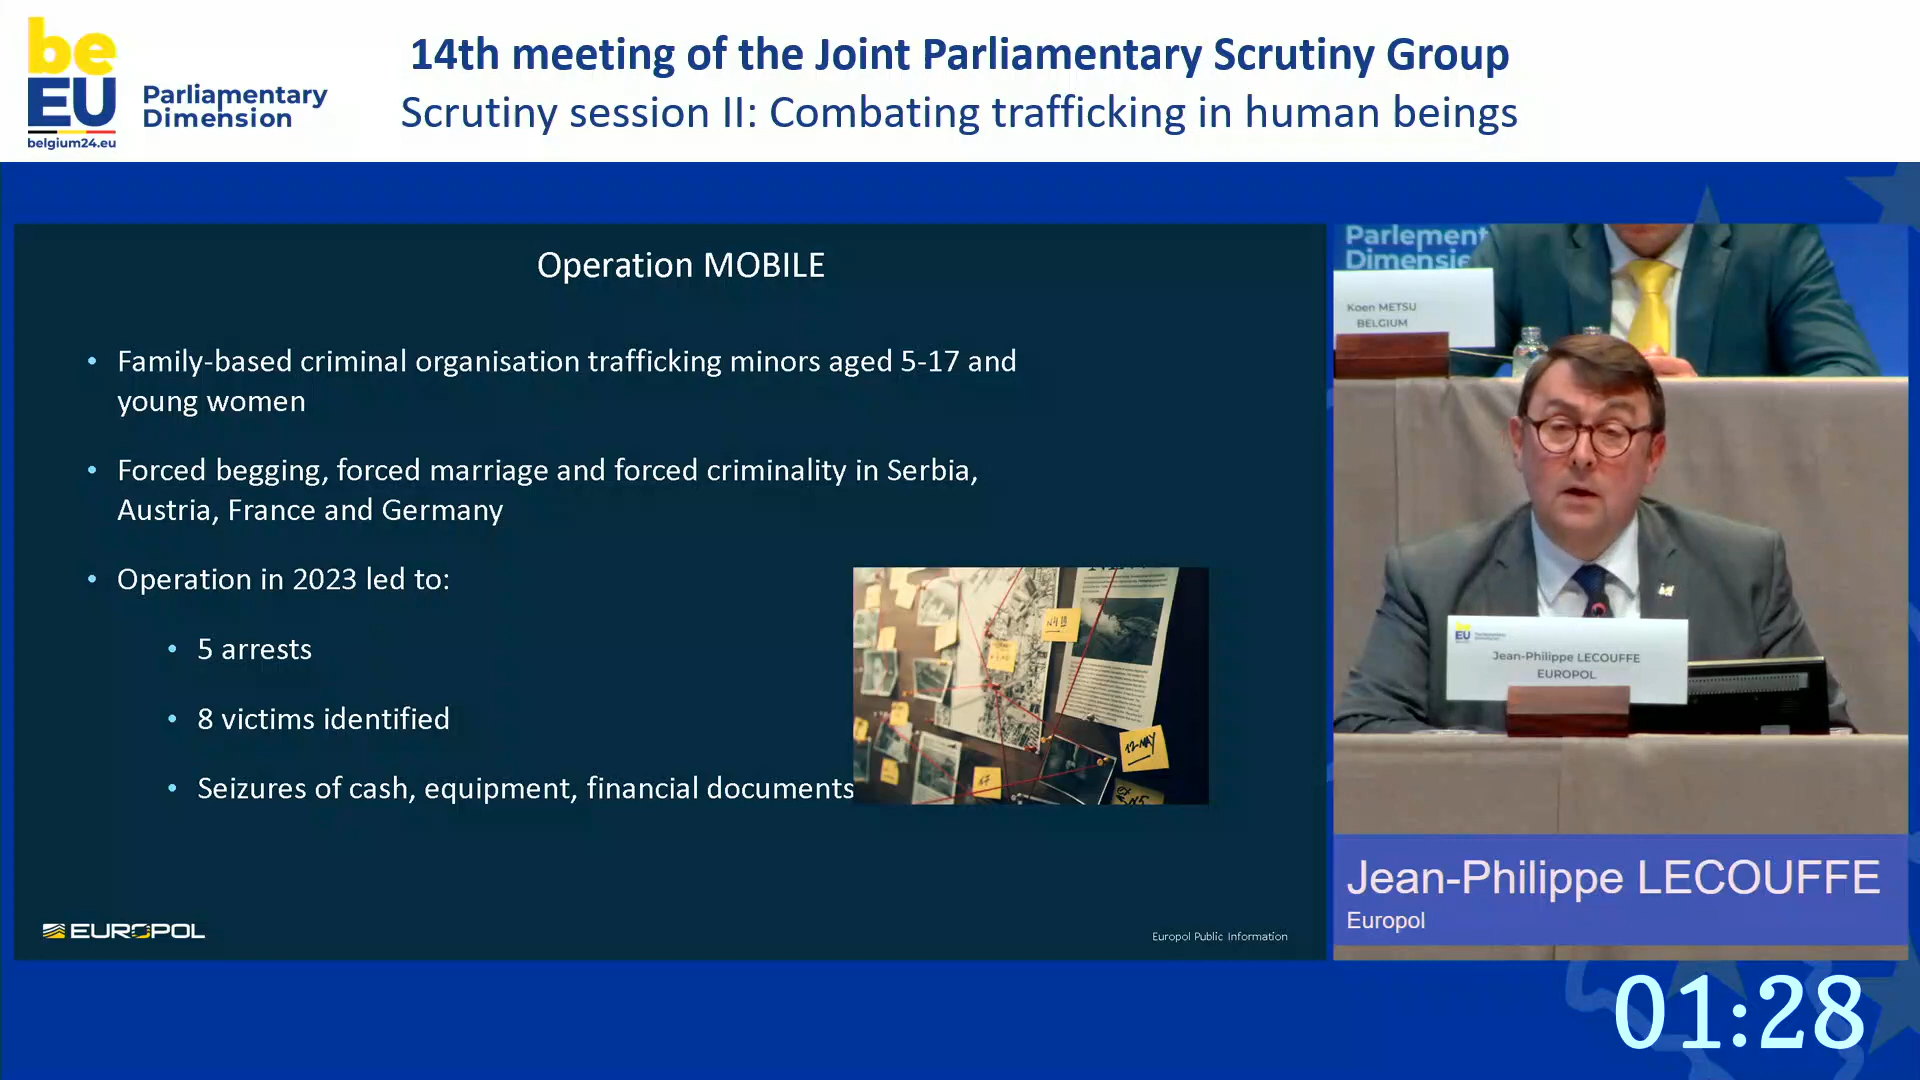 be
EU
belgium24.eu
Parliamentary
Dimension
14th meeting of the Joint Parliamentary Scrutiny Group
Scrutiny session II: Combating trafficking in human beings
Operation MOBILE
• Family-based criminal organisation trafficking minors aged 5-17 and
young women
• Forced begging, forced marriage and forced criminality in Serbia,
Austria, France and Germany
• Operation in 2023 led to:
• 5 arrests
• 8 victims identified
• Seizures of cash, equipment, financial documents
12-MAY
EUROPOL
Europol Public Information
Parlement
Dimensie
Koen METSU
BELGIUM
be
EU
Jean-Philippe LECOUFFE
EUROPOL
Jean-Philippe LECOUFFE
Europol
01:28